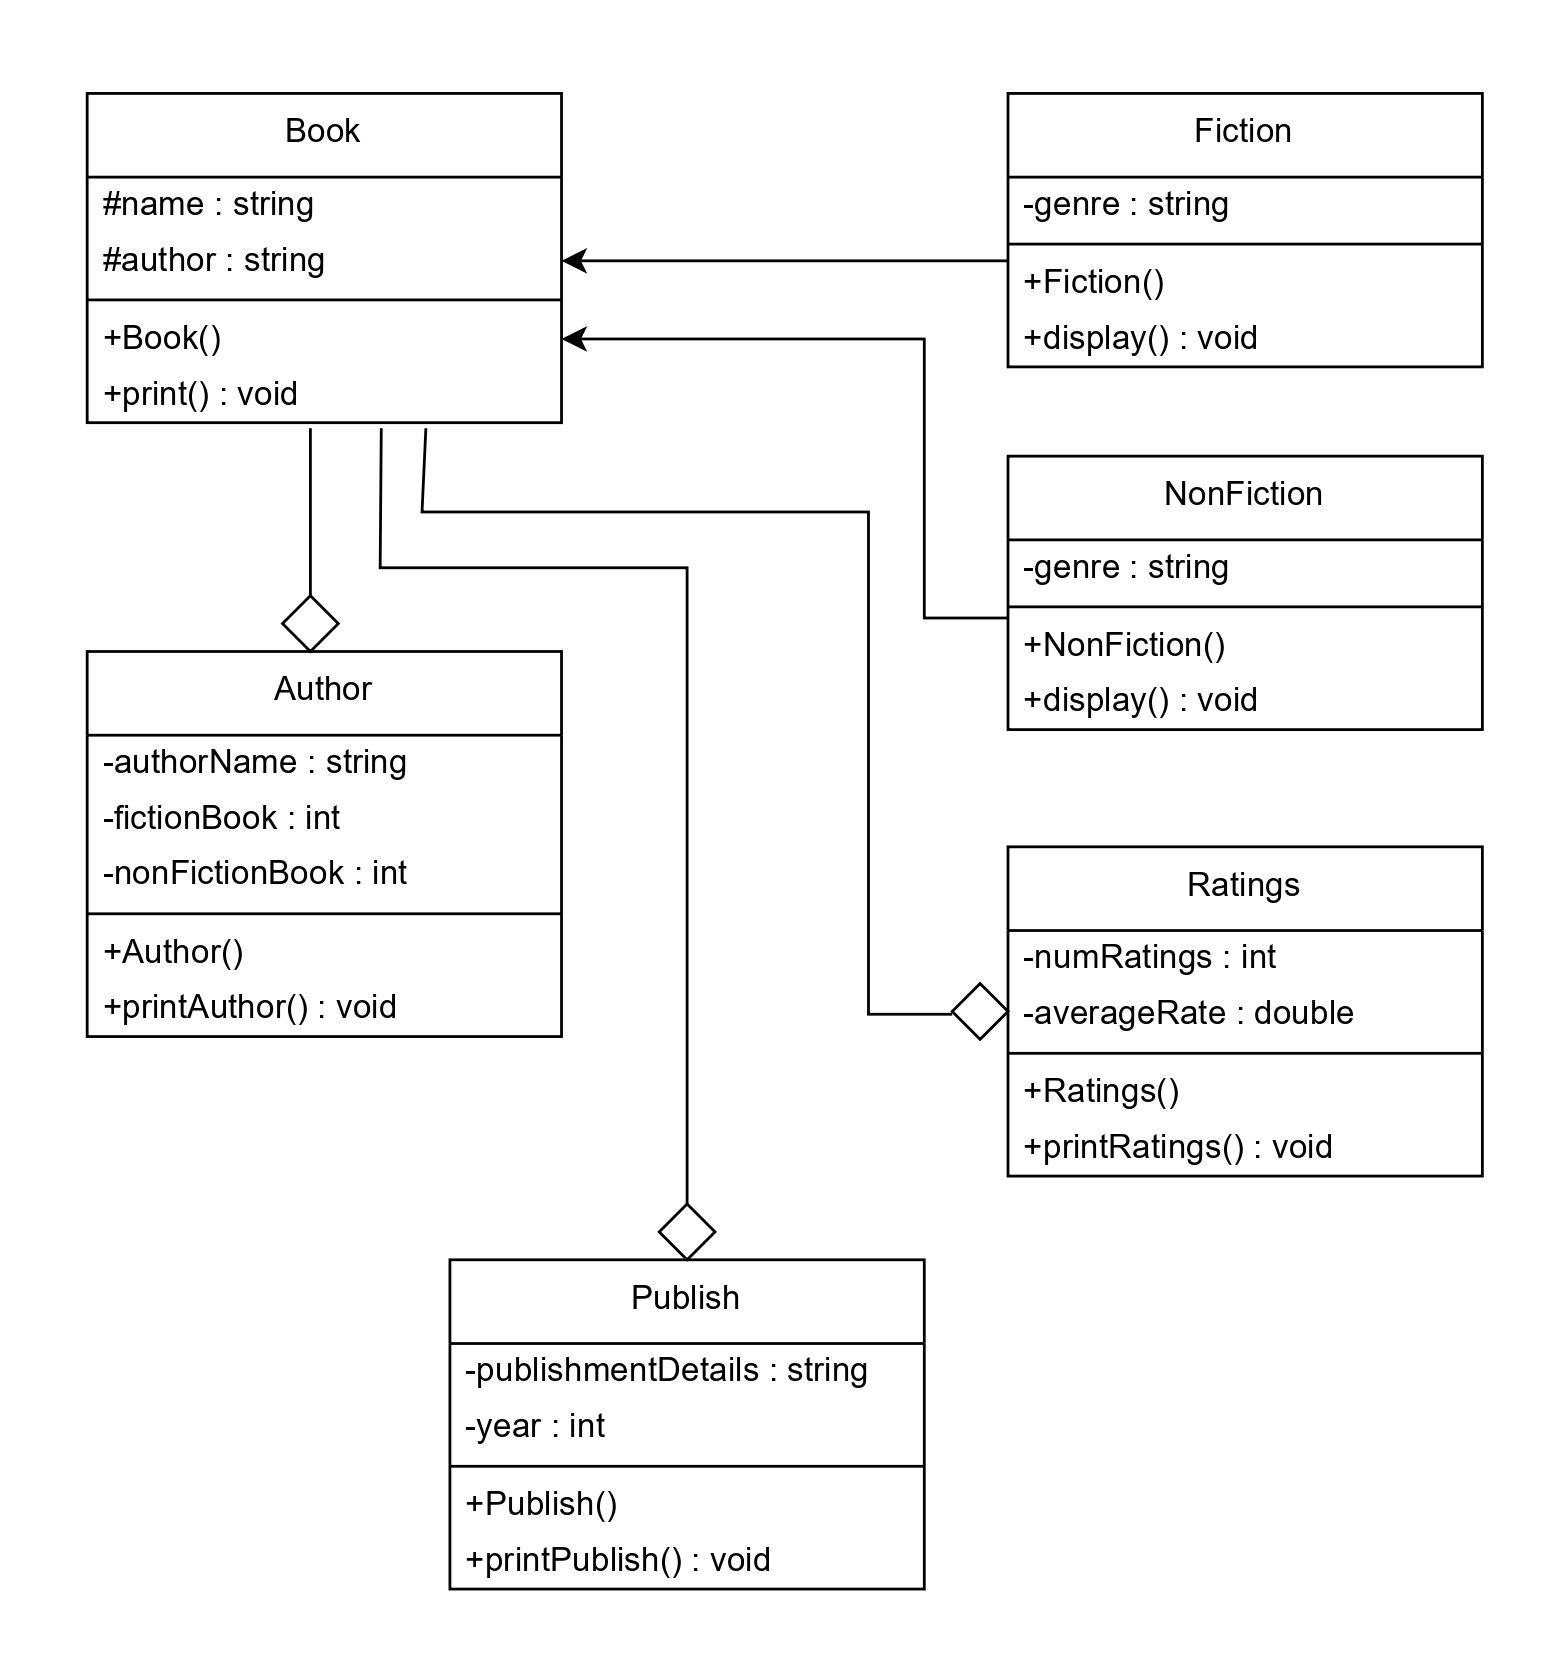 Book
#name : string
#author : string
+Book()
+print() : void
Fiction
-genre : string
+Fiction()
+display() : void
NonFiction
-genre : string
+NonFiction()
+display() : void
Author
-authorName : string
-fictionBook : int
-nonFictionBook : int
+Author()
+printAuthor() : void
Ratings
-numRatings : int
-averageRate : double
+Ratings()
+printRatings() : void
Publish
-publishmentDetails : string
-year : int
+Publish()
+printPublish() : void